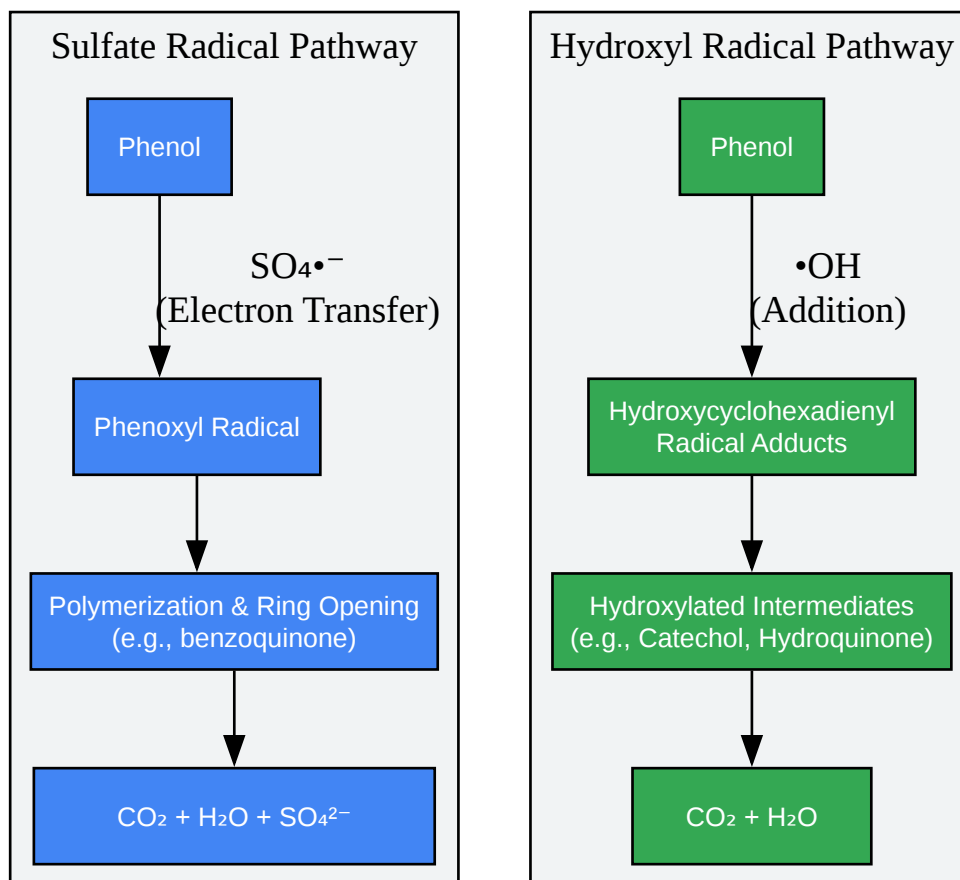 Sulfate Radical Pathway
Phenol
SO₄•⁻
(Electron Transfer)
Phenoxyl Radical
Polymerization & Ring Opening
(e.g., benzoquinone)
CO₂ + H₂O + SO₄²⁻
Hydroxyl Radical Pathway
Phenol
•OH
(Addition)
Hydroxycyclohexadienyl
Radical Adducts
Hydroxylated Intermediates
(e.g., Catechol, Hydroquinone)
CO₂ + H₂O